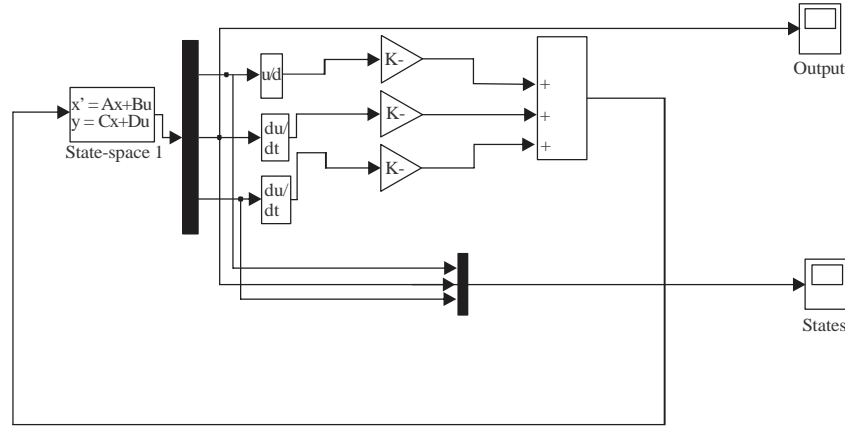 Output
K-
u/d
x' = Ax+Bu
y = Cx+Du
State-space 1
du/
dt
K-
K-
du/
dt
+
+
+
States